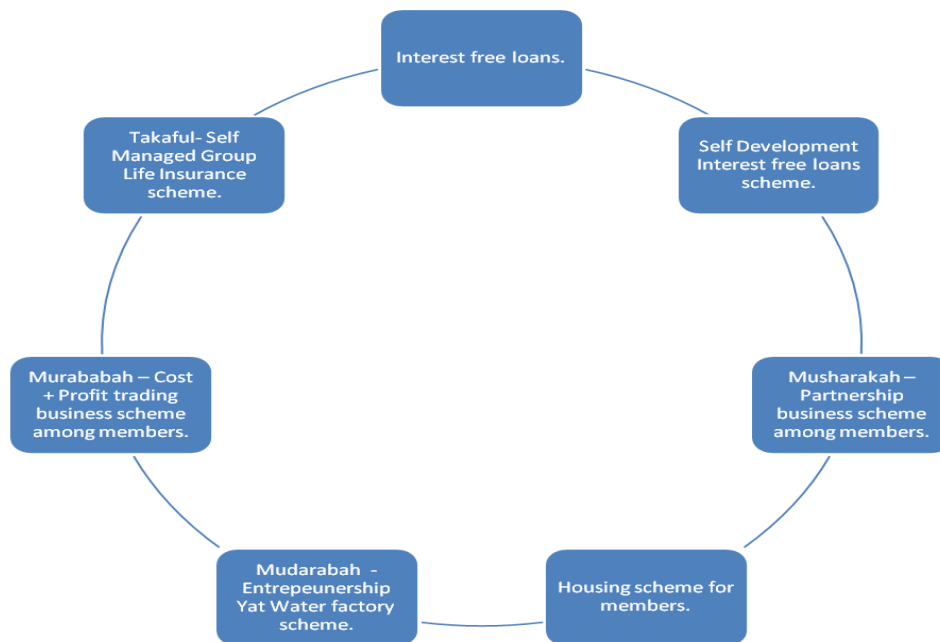 Interest free loans.
Self Development
Interest free loans
scheme.
Musharakah –
Partnership
business scheme
among members.
Housing scheme for
members.
Mudarabah -
Entrepeunership
Yat Water factory
scheme.
Murababah – Cost
+ Profit trading
business scheme
among members.
Takaful- Self
Managed Group
Life Insurance
scheme.